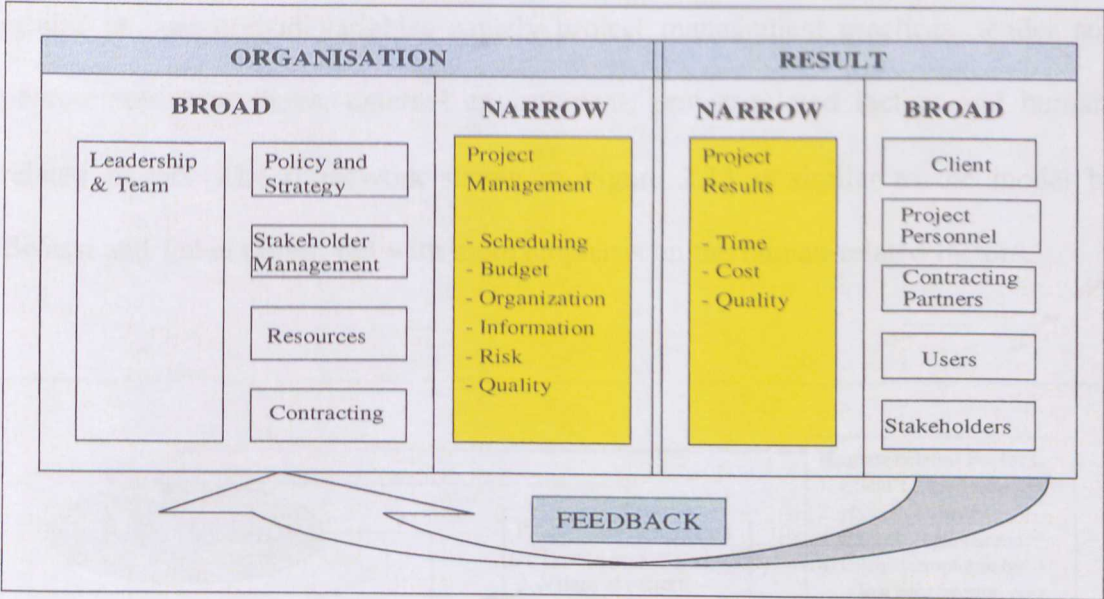 ORGANISATION
RESULT
BROAD
NARROW
NARROW
BROAD
Leadership
& Team
Policy and
Strategy
Stakeholder
Management
Resources
Contracting
Project
Management
- Scheduling
- Budget
- Organization
- Information
- Risk
- Quality
Project
Results
- Time
- Cost
- Quality
Client
Project
Personnel
Contracting
Partners
Users
Stakeholders
FEEDBACK